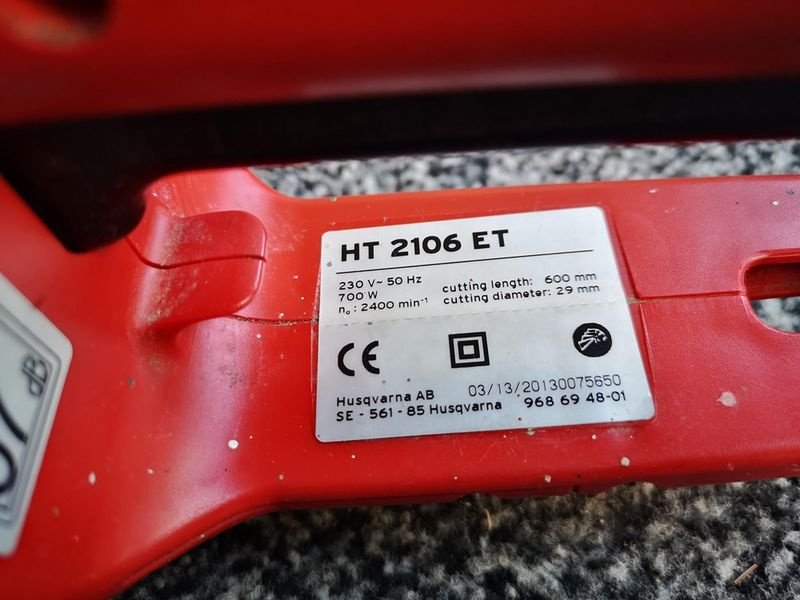 HT 2106 ET
230 V~ 50 Hz
700 W
n₀ : 2400 min⁻¹
cutting length: 600 mm
cutting diameter: 29 mm
CE
03/13/20130075650
Husqvarna AB
SE - 561 - 85 Husqvarna 968 69 48-01
dB